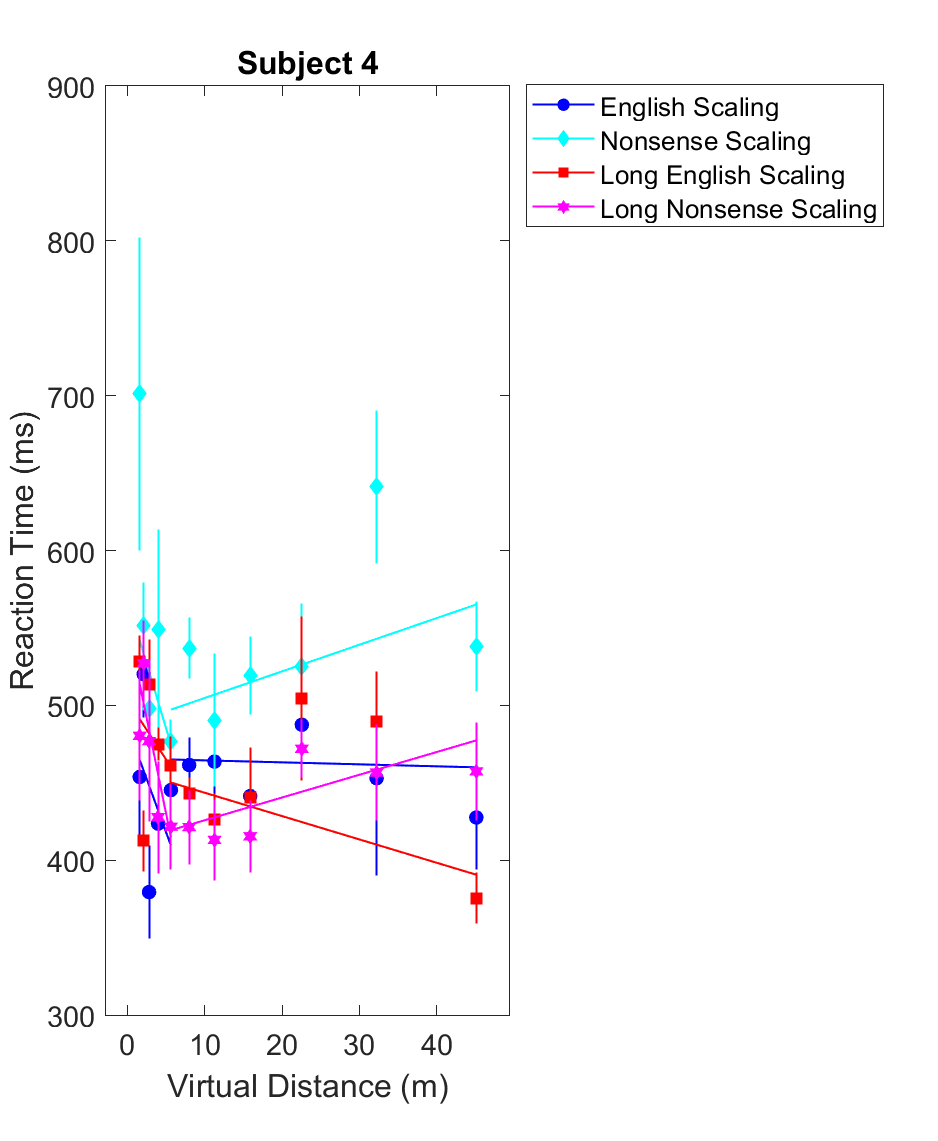 Subject 4
English Scaling
Nonsense Scaling
Long English Scaling
Long Nonsense Scaling
900
800
700
600
500
400
300
Reaction Time (ms)
0 10 20 30 40
Virtual Distance (m)